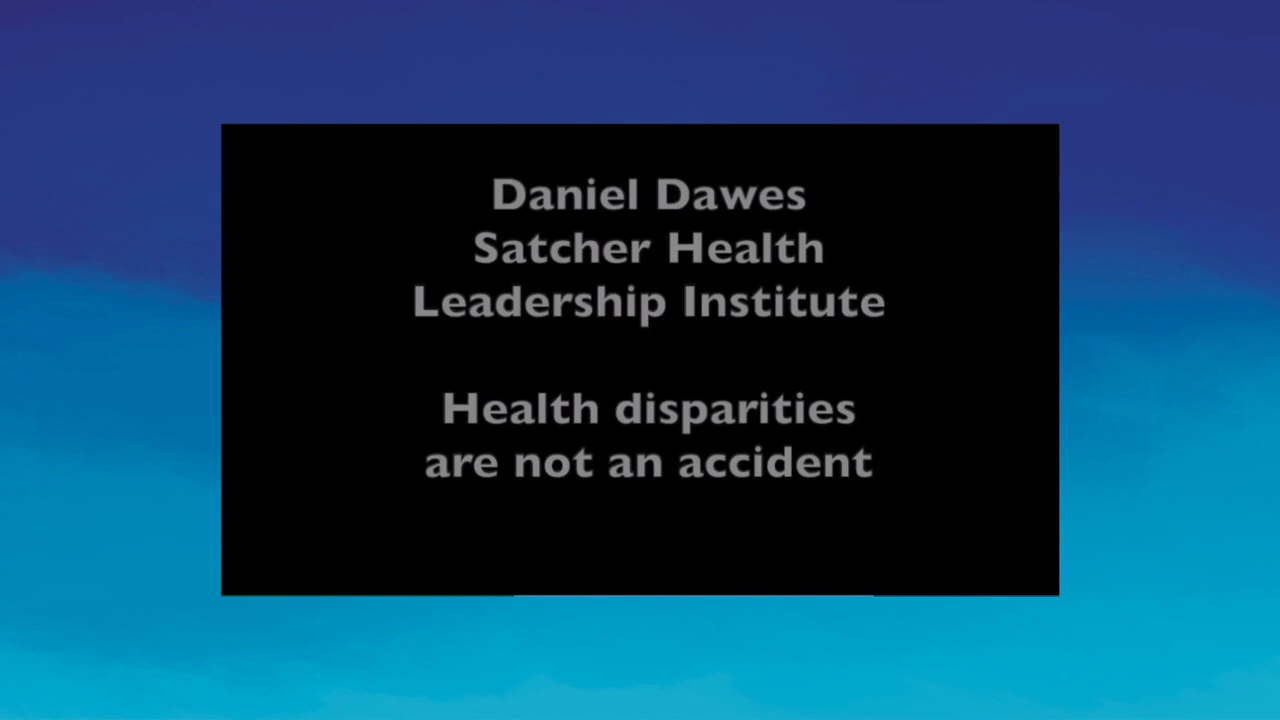 Daniel Dawes
Satcher Health
Leadership Institute
Health disparities
are not an accident